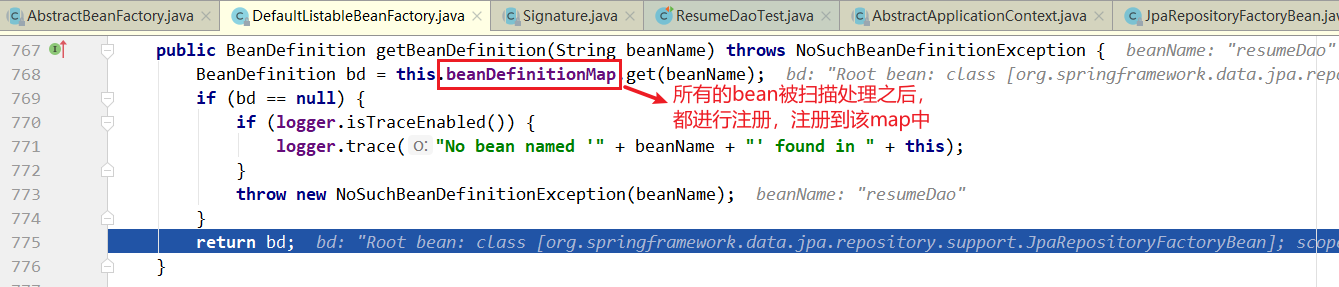 AbstractBeanFactory.java × DefaultListableBeanFactory.java × Signature.java × ResumeDaoTest.java × AbstractApplicationContext.java × JpaRepositoryFactoryBean.j
767 public BeanDefinition getBeanDefinition(String beanName) throws NoSuchBeanDefinitionException { beanName: "resumeDao"
768 BeanDefinition bd = this.beanDefinitionMap.get(beanName); bd: "Root bean: class [org.springframework.data.jpa.repo
769 if (bd == null) {
所有的bean被扫描处理之后，
770 if (logger.isTraceEnabled()) {
都进行注册，注册到该map中
771 logger.trace( o: "No bean named '" + beanName + "' found in " + this);
772 }
773 throw new NoSuchBeanDefinitionException(beanName); beanName: "resumeDao"
774 }
775 return bd; bd: "Root bean: class [org.springframework.data.jpa.repository.support.JpaRepositoryFactoryBean]; scop
776 }